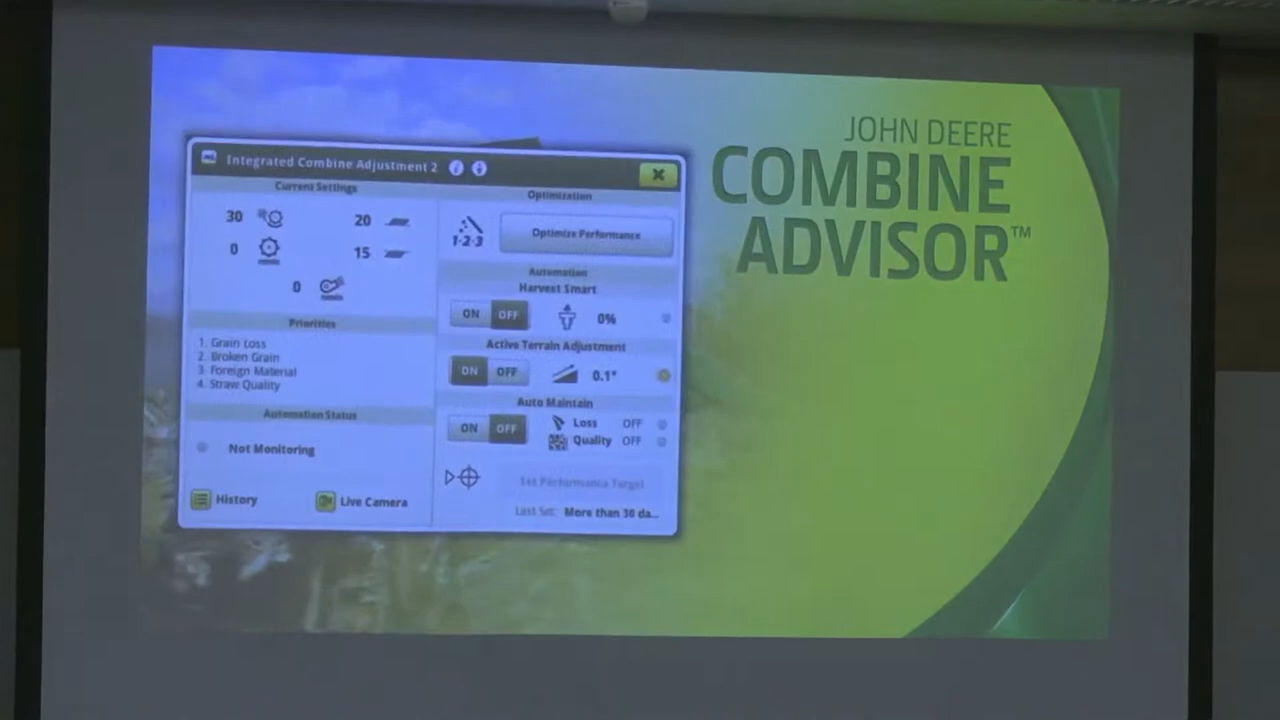 JOHN DEERE
COMBINE
ADVISOR™
Integrated Combine Adjustment 2
Current Settings
30
20
0
15
0
Priorities
1. Grain Loss
2. Broken Grain
3. Foreign Material
4. Straw Quality
Automation Status
Not Monitoring
History
Live Camera
Optimization
1·2·3
Optimize Performance
Automation
Harvest Smart
ON OFF
0%
Active Terrain Adjustment
ON OFF
0.1°
Auto Maintain
ON OFF
Loss OFF
Quality OFF
Set Performance Target
Last Set: More than 30 da...